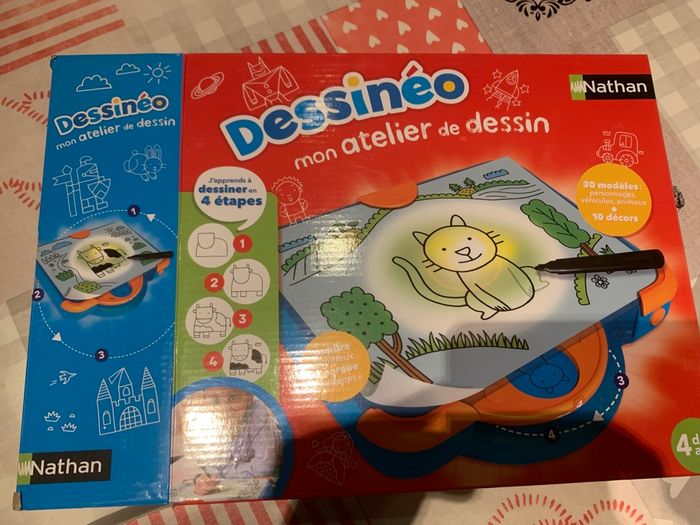 Dessinéo
mon atelier de dessin
1
2
3
Nathan
Dessinéo
mon atelier de dessin
Nathan
J'apprends à
dessiner en
4 étapes
1
2
3
4
30 modèles :
personnages,
véhicules, animaux
+
10 décors
3
4
4